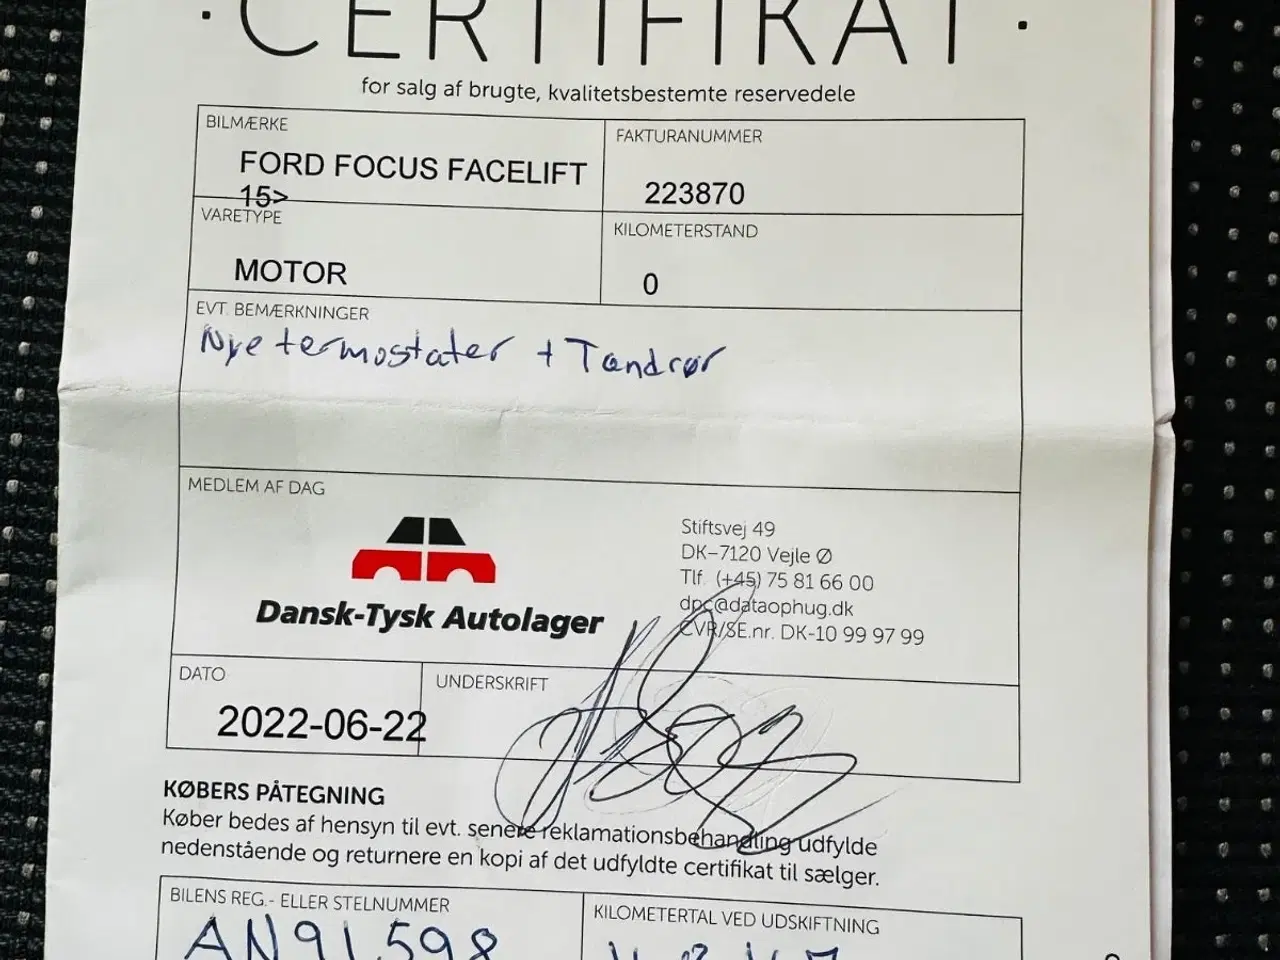 · CERTIFIKAT ·
for salg af brugte, kvalitetsbestemte reservedele
BILMÆRKE
FORD FOCUS FACELIFT
15>
FAKTURANUMMER
223870
VARETYPE
MOTOR
KILOMETERSTAND
0
EVT. BEMÆRKNINGER
Nye termostater + Tandrør
MEDLEM AF DAG
Dansk-Tysk Autolager
Stiftsvej 49
DK-7120 Vejle Ø
Tlf. (+45) 75 81 66 00
dpc@dataophug.dk
CVR/SE.nr. DK-10 99 97 99
DATO
2022-06-22
UNDERSKRIFT
KØBERS PÅTEGNING
Køber bedes af hensyn til evt. senere reklamationsbehandling udfylde
nedenstående og returnere en kopi af det udfyldte certifikat til sælger.
BILENS REG.- ELLER STELNUMMER
AN91598
KILOMETERTAL VED UDSKIFTNING